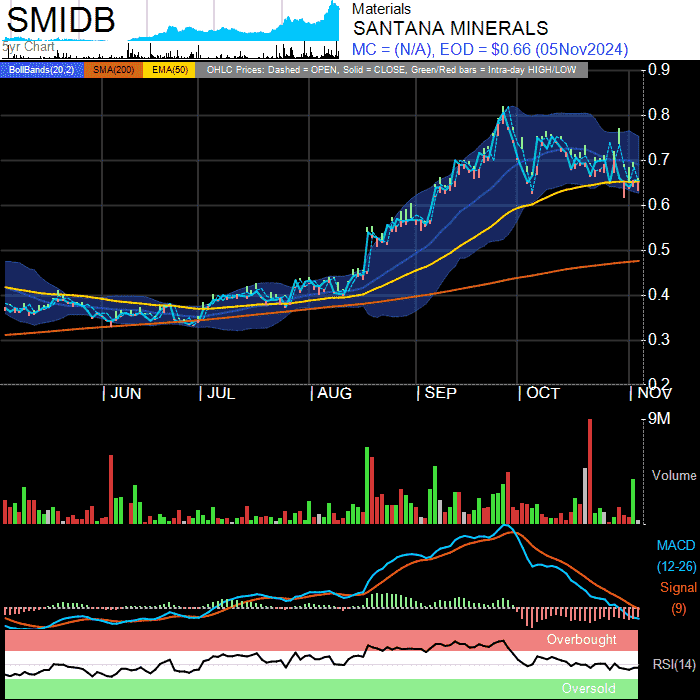 SMIDB
5yr Chart
Materials
SANTANA MINERALS
MC = (N/A), EOD = $0.66 (05Nov2024)
BollBands(20,2) SMA(200) EMA(50) OHLC Prices: Dashed = OPEN, Solid = CLOSE, Green/Red bars = Intra-day HIGH/LOW
0.9
0.8
0.7
0.6
0.5
0.4
0.3
0.2
| JUN | JUL | AUG | SEP | OCT | NOV
9M
Volume
MACD
(12-26)
Signal
(9)
Overbought
RSI(14)
Oversold